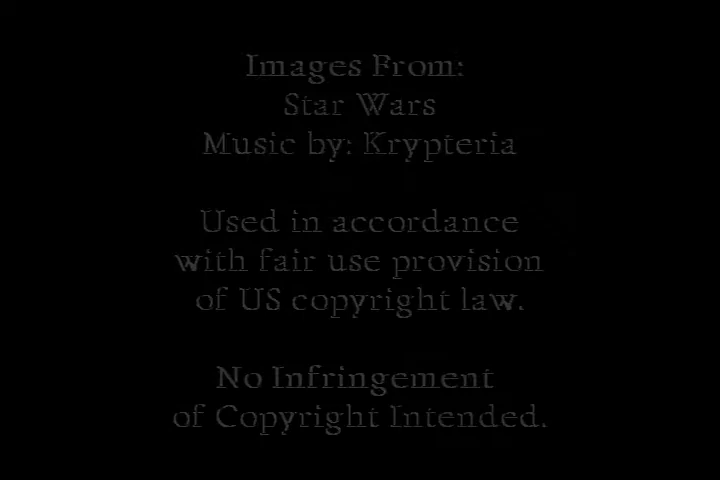 Images From:
Star Wars
Music by: Krypteria
Used in accordance
with fair use provision
of US copyright law.
No Infringement
of Copyright Intended.